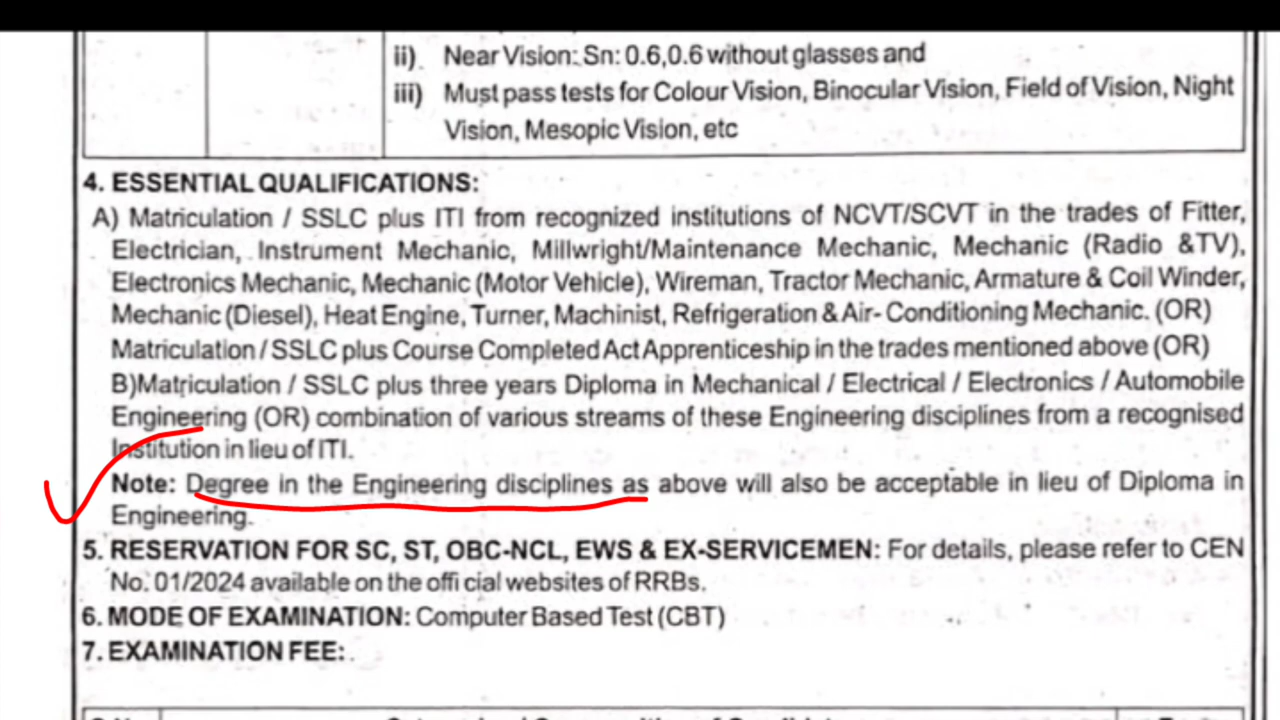 ii) Near Vision: Sn: 0.6,0.6 without glasses and
iii) Must pass tests for Colour Vision, Binocular Vision, Field of Vision, Night
Vision, Mesopic Vision, etc
4. ESSENTIAL QUALIFICATIONS:
A) Matriculation / SSLC plus ITI from recognized institutions of NCVT/SCVT in the trades of Fitter,
Electrician, Instrument Mechanic, Millwright/Maintenance Mechanic, Mechanic (Radio &TV),
Electronics Mechanic, Mechanic (Motor Vehicle), Wireman, Tractor Mechanic, Armature & Coil Winder,
Mechanic (Diesel), Heat Engine, Turner, Machinist, Refrigeration & Air- Conditioning Mechanic. (OR)
Matriculation / SSLC plus Course Completed Act Apprenticeship in the trades mentioned above (OR)
B)Matriculation / SSLC plus three years Diploma in Mechanical / Electrical / Electronics / Automobile
Engineering (OR) combination of various streams of these Engineering disciplines from a recognised
Institution in lieu of ITI.
Note: Degree in the Engineering disciplines as above will also be acceptable in lieu of Diploma in
Engineering.
5. RESERVATION FOR SC, ST, OBC-NCL, EWS & EX-SERVICEMEN: For details, please refer to CEN
No. 01/2024 available on the offi cial websites of RRBs.
6. MODE OF EXAMINATION: Computer Based Test (CBT)
7. EXAMINATION FEE: